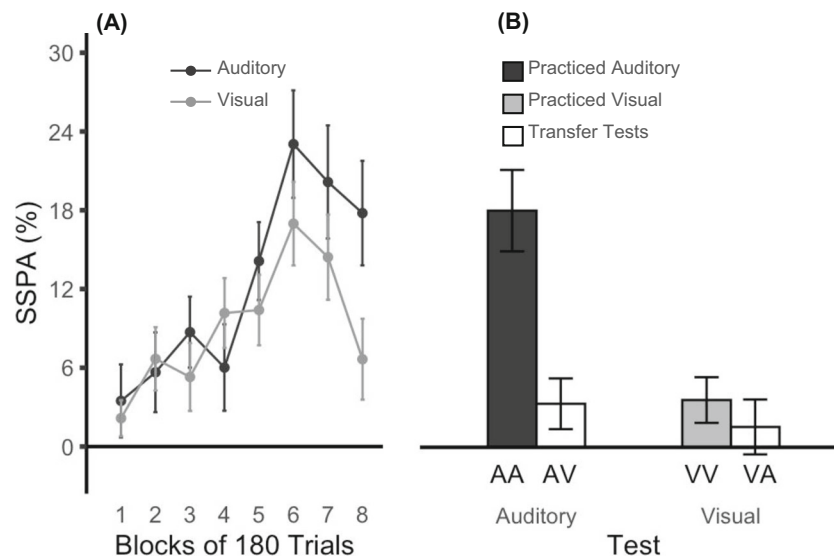 (A)
30
24
18
12
6
0
SSPA (%)
Auditory
Visual
1 2 3 4 5 6 7 8
Blocks of 180 Trials
(B)
Practiced Auditory
Practiced Visual
Transfer Tests
AA AV VV VA
Auditory Visual
Test